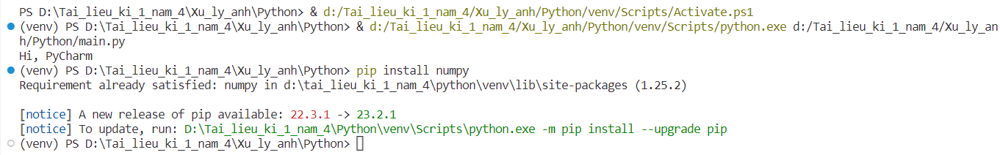 PS D:\Tai_lieu_ki_1_nam_4\Xu_ly_anh\Python> & d:/Tai_lieu_ki_1_nam_4/Xu_ly_anh/Python/venv/Scripts/Activate.ps1
(venv) PS D:\Tai_lieu_ki_1_nam_4\Xu_ly_anh\Python> & d:/Tai_lieu_ki_1_nam_4/Xu_ly_anh/Python/venv/Scripts/python.exe d:/Tai_lieu_ki_1_nam_4/Xu_ly_an
h/Python/main.py
Hi, PyCharm
(venv) PS D:\Tai_lieu_ki_1_nam_4\Xu_ly_anh\Python> pip install numpy
Requirement already satisfied: numpy in d:\tai_lieu_ki_1_nam_4\python\venv\lib\site-packages (1.25.2)
[notice] A new release of pip available: 22.3.1 -> 23.2.1
[notice] To update, run: D:\Tai_lieu_ki_1_nam_4\Python\venv\Scripts\python.exe -m pip install --upgrade pip
(venv) PS D:\Tai_lieu_ki_1_nam_4\Xu_ly_anh\Python>